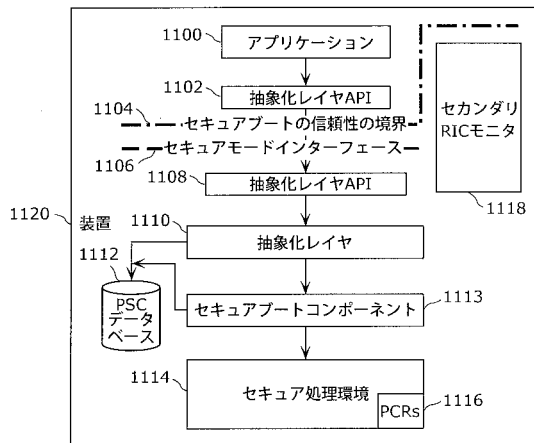 1100
アプリケーション
1102
抽象化レイヤAPI
1104
セキュアブートの信頼性の境界
1106
セキュアモードインターフェース
セカンダリ
RICモニタ
1118
1108
抽象化レイヤAPI
1120
装置
1110
抽象化レイヤ
1112
PSC
データ
ベース
セキュアブートコンポーネント
1113
1114
セキュア処理環境
PCRs
1116